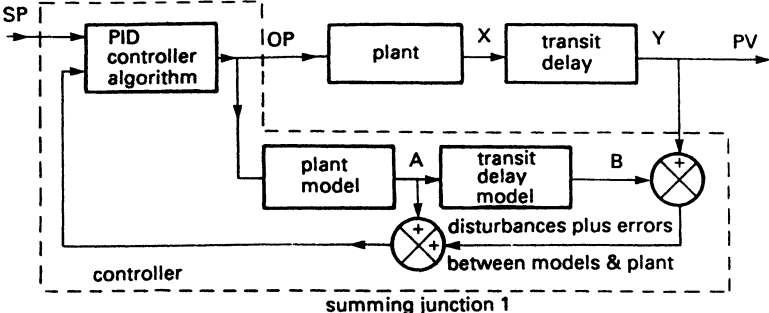 SP
PID
controller
algorithm
OP
plant
X
transit
delay
Y
PV
plant
model
A
transit
delay
model
B
+
+
+
disturbances plus errors
between models & plant
controller
summing junction 1